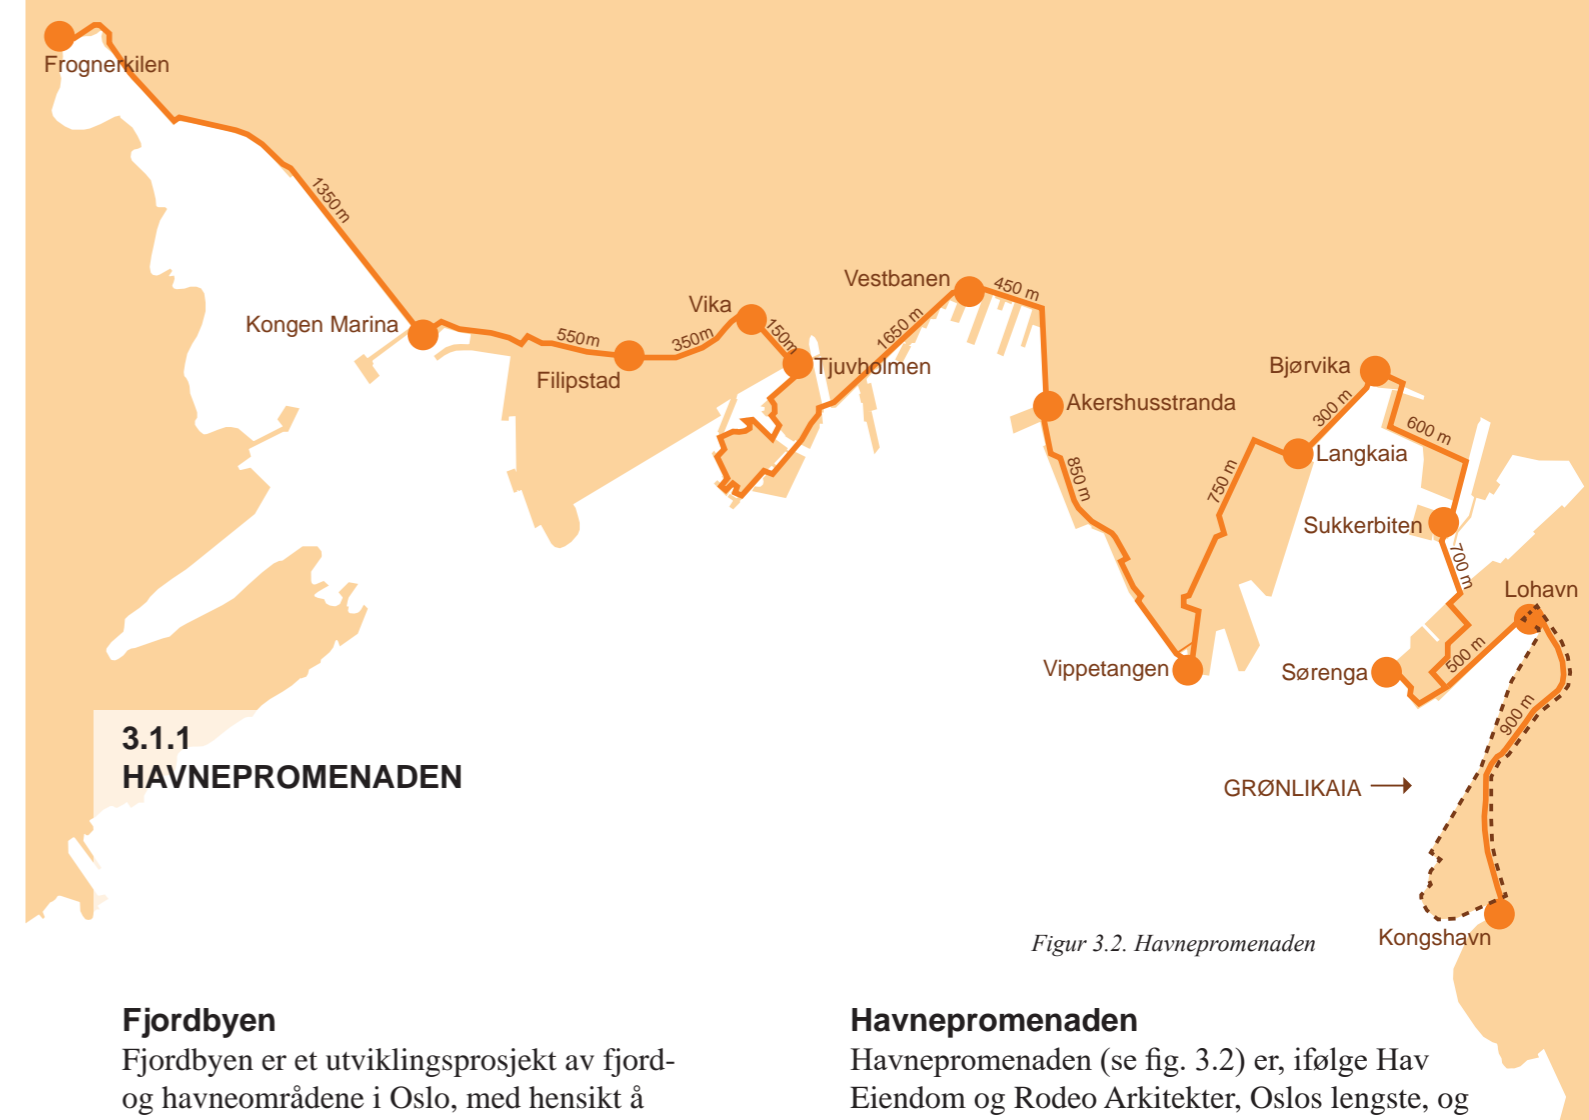 Frognerkilen
1350 m
Kongen Marina
550m
Filipstad
350m
Vika
150m
Tjuvholmen
1650 m
Vestbanen
450 m
Akershusstranda
850 m
Vippetangen
750 m
Langkaia
300 m
Bjørvika
600 m
Sukkerbiten
700 m
Sørenga
500 m
Lohavn
900 m
GRØNLIKAIA
Kongshavn
3.1.1
HAVNEPROMENADEN
Figur 3.2. Havnepromenaden
Fjordbyen
Fjordbyen er et utviklingsprosjekt av fjord-
og havneområdene i Oslo, med hensikt å
Havnepromenaden
Havnepromenaden (se fig. 3.2) er, ifølge Hav
Eiendom og Rodeo Arkitekter, Oslos lengste, og